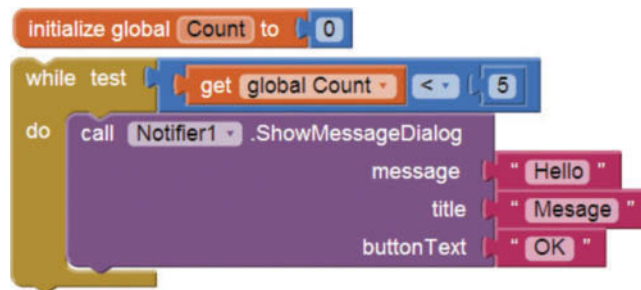 initialize global Count to 0
while test get global Count < 5
do call Notifier1 .ShowMessageDialog
message " Hello "
title " Mesage "
buttonText " OK "